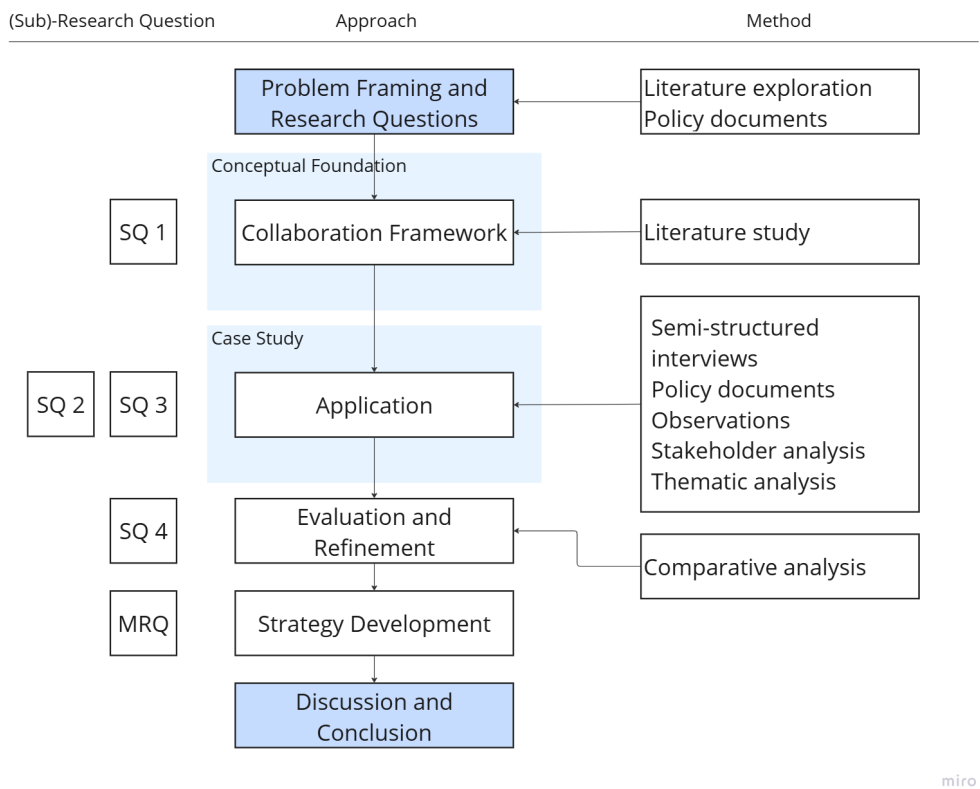 (Sub)-Research Question
Approach
Method
Problem Framing and
Research Questions
Literature exploration
Policy documents
Conceptual Foundation
SQ 1
Collaboration Framework
Literature study
Case Study
SQ 2
SQ 3
Application
Semi-structured
interviews
Policy documents
Observations
Stakeholder analysis
Thematic analysis
SQ 4
Evaluation and
Refinement
Comparative analysis
MRQ
Strategy Development
Discussion and
Conclusion
miro